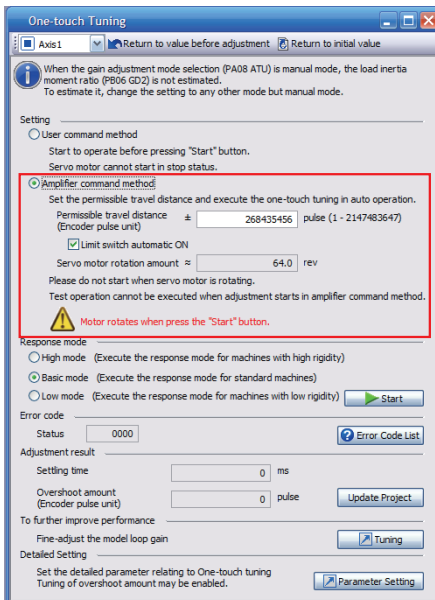 One-touch Tuning
Axis1 Return to value before adjustment Return to initial value
When the gain adjustment mode selection (PA08 ATU) is manual mode, the load inertia
moment ratio (PB06 GD2) is not estimated.
To estimate it, change the setting to any other mode but manual mode.
Setting
User command method
Start to operate before pressing "Start" button.
Servo motor cannot start in stop status.
Amplifier command method
Set the permissible travel distance and execute the one-touch tuning in auto operation.
Permissible travel distance ± 268435456 pulse (1 - 2147483647)
(Encoder pulse unit)
Limit switch automatic ON
Servo motor rotation amount ≈ 64.0 rev
Please do not start when servo motor is rotating.
Test operation cannot be executed when adjustment starts in amplifier command method.
Motor rotates when press the "Start" button.
Response mode
High mode (Execute the response mode for machines with high rigidity)
Basic mode (Execute the response mode for standard machines)
Low mode (Execute the response mode for machines with low rigidity) Start
Error code
Status 0000 Error Code List
Adjustment result
Settling time 0 ms
Overshoot amount 0 pulse Update Project
(Encoder pulse unit)
To further improve performance
Fine-adjust the model loop gain Tuning
Detailed Setting
Set the detailed parameter relating to One-touch tuning
Tuning of overshoot amount may be enabled. Parameter Setting